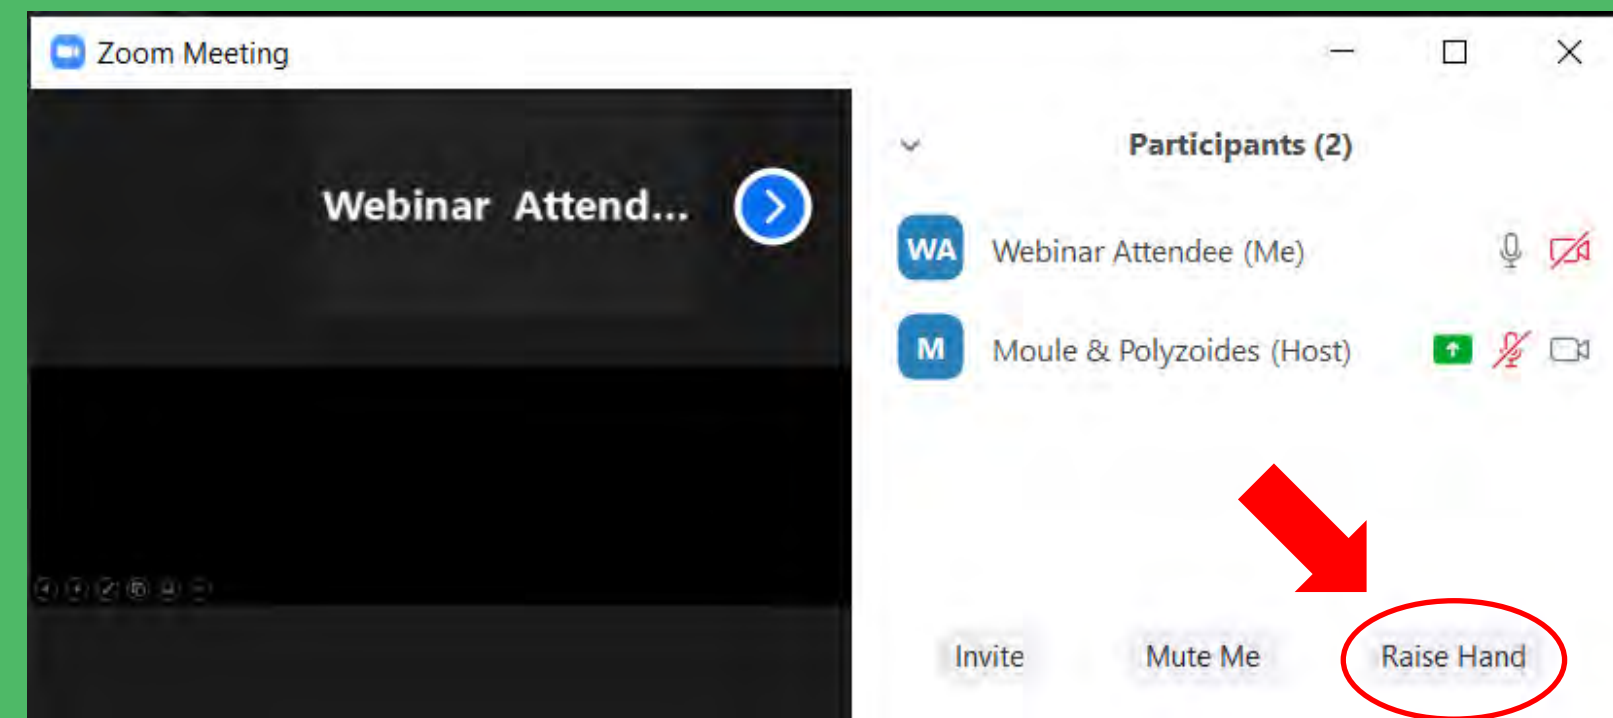 Zoom Meeting
Webinar Attend...
Participants (2)
WA Webinar Attendee (Me)
M Moule & Polyzoides (Host)
Invite Mute Me Raise Hand